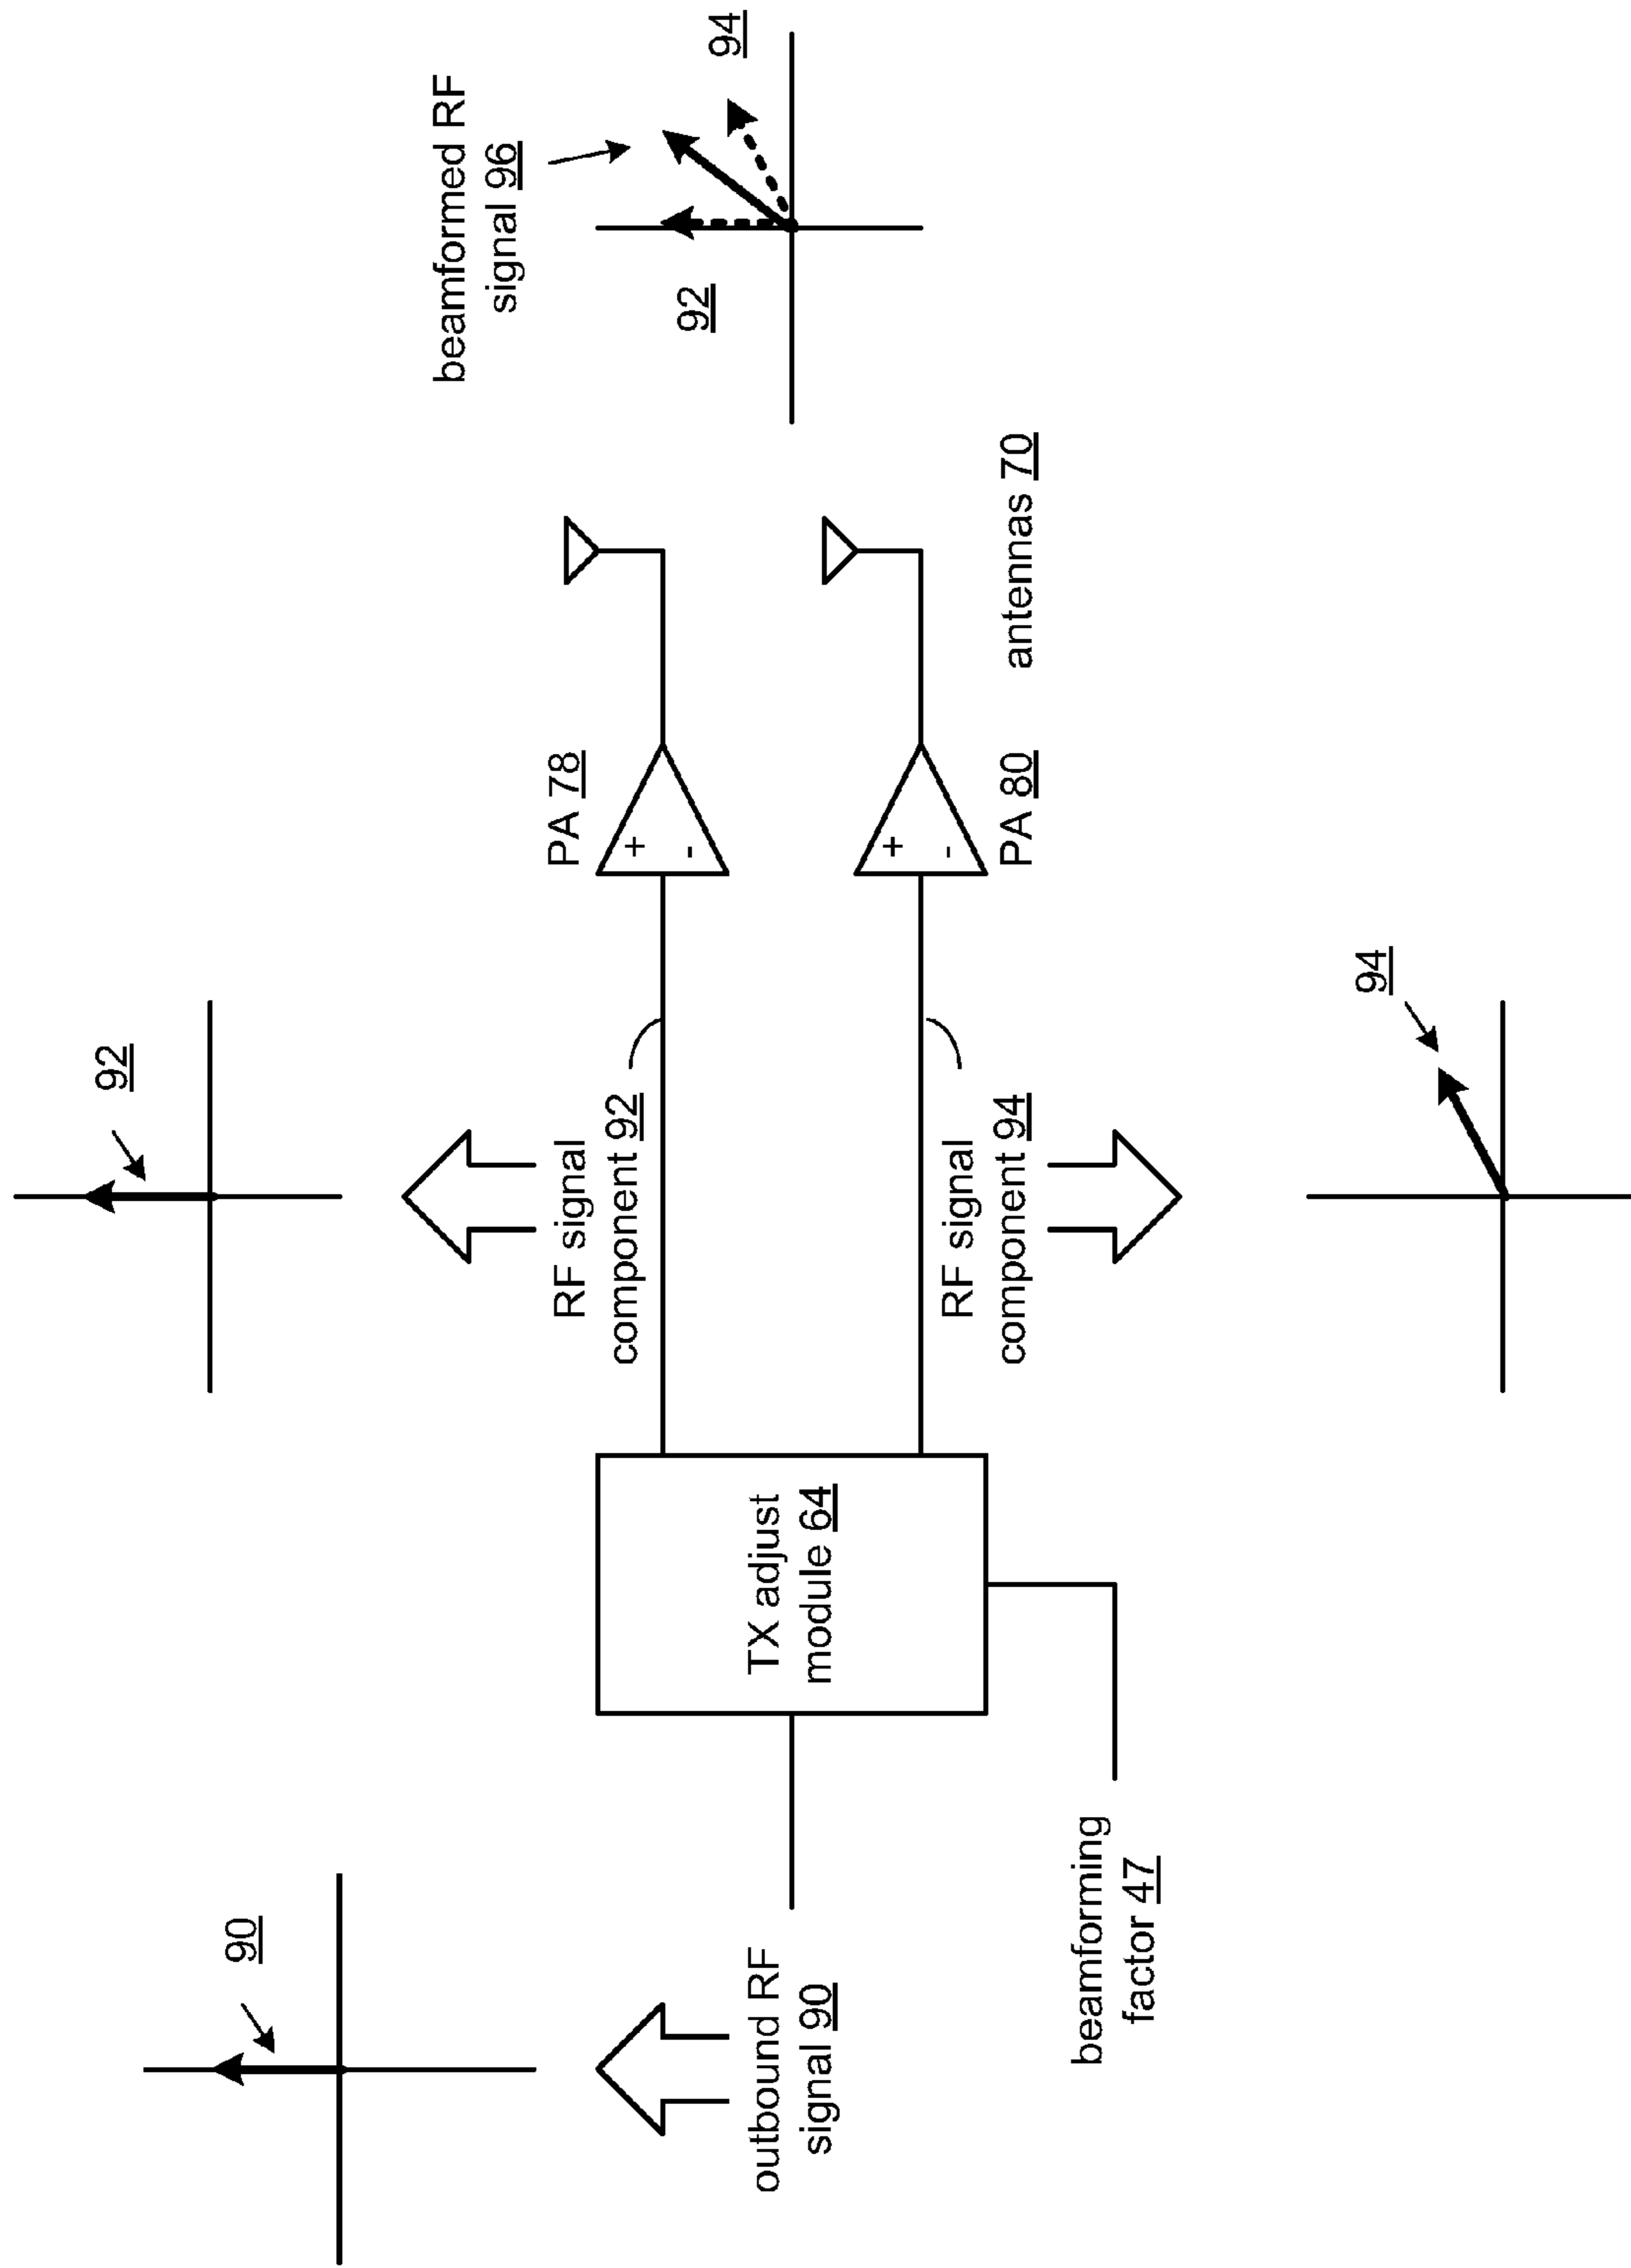 90
outbound RF
signal 90
beamforming
factor 47
TX adjust
module 64
92
RF signal
component 92
RF signal
component 94
94
PA 78
+
-
PA 80
+
-
antennas 70
beamformed RF
signal 96
92
94